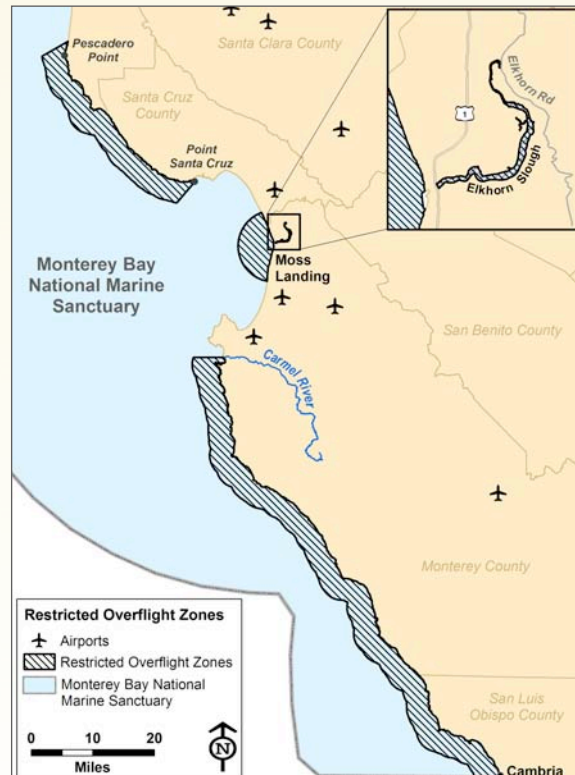 Pescadero
Point
Santa Clara County
Santa Cruz
County
Point
Santa Cruz
Elkhorn Rd
1
Elkhorn Slough
Monterey Bay
National Marine
Sanctuary
Moss
Landing
San Benito County
Carmel River
Monterey County
Restricted Overflight Zones
Airports
Restricted Overflight Zones
Monterey Bay National
Marine Sanctuary
0 10 20
Miles
N
San Luis
Obispo County
Cambria